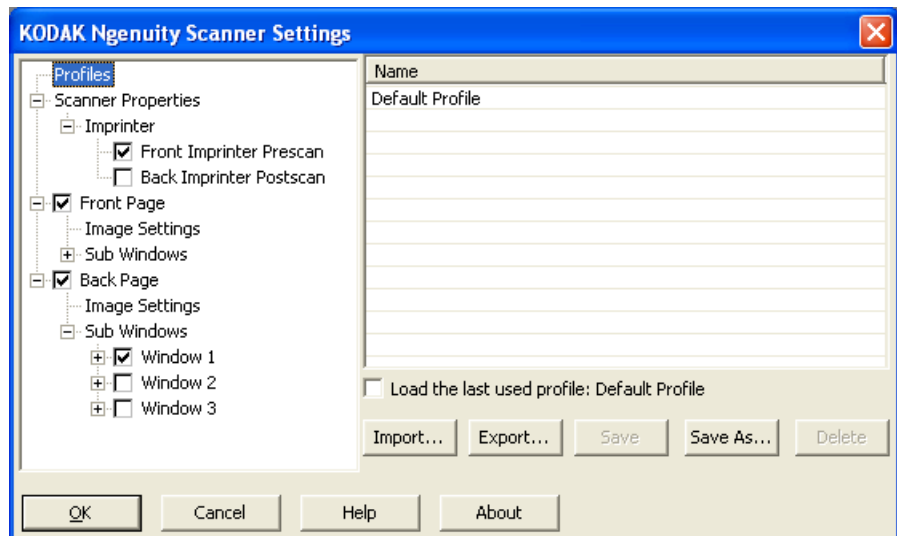 KODAK Ngenuity Scanner Settings
Profiles
Scanner Properties
Imprinter
Front Imprinter Prescan
Back Imprinter Postscan
Front Page
Image Settings
Sub Windows
Back Page
Image Settings
Sub Windows
Window 1
Window 2
Window 3
Name
Default Profile
Load the last used profile: Default Profile
Import... Export... Save Save As... Delete
OK Cancel Help About